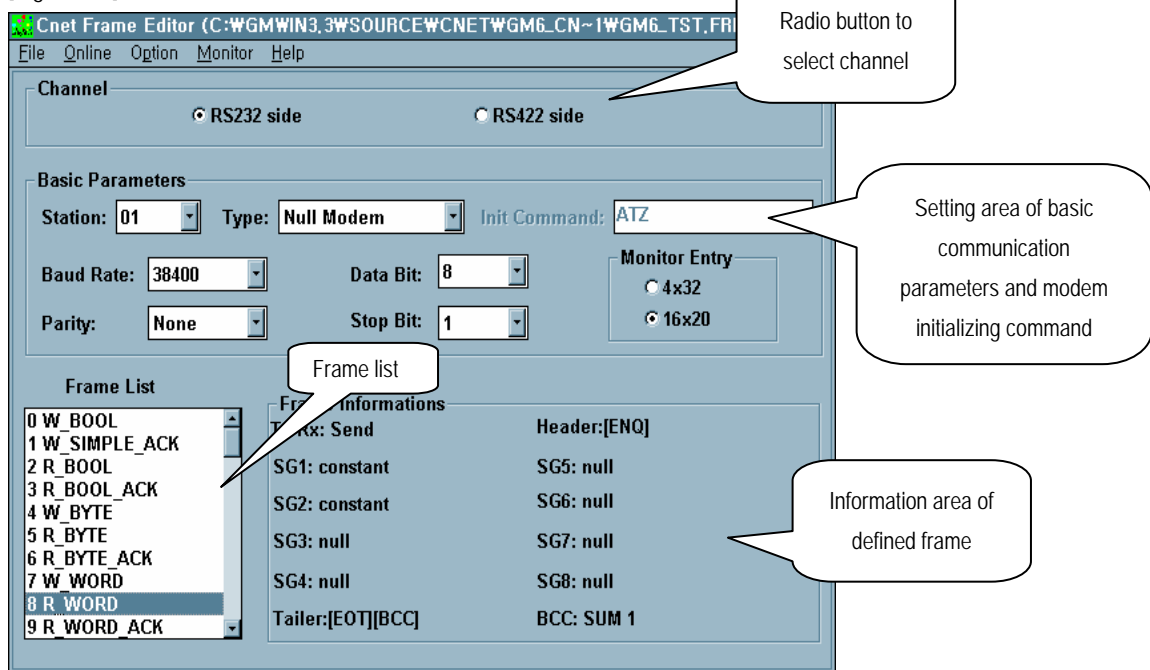 Cnet Frame Editor (C:₩GM₩IN3,3₩SOURCE₩CNET₩GM6_CN~1₩GM6_TST,FR
File Online Option Monitor Help
Radio button to
select channel
Channel
RS232 side RS422 side
Basic Parameters
Station: 01 Type: Null Modem Init Command: ATZ
Baud Rate: 38400 Data Bit: 8
Parity: None Stop Bit: 1
Monitor Entry
4x32
16x20
Setting area of basic
communication
parameters and modem
initializing command
Frame List
Frame list
0 W_BOOL
1 W_SIMPLE_ACK
2 R_BOOL
3 R_BOOL_ACK
4 W_BYTE
5 R_BYTE
6 R_BYTE_ACK
7 W_WORD
8 R_WORD
9 R_WORD_ACK
Informations
Rx: Send Header:[ENQ]
SG1: constant SG5: null
SG2: constant SG6: null
SG3: null SG7: null
SG4: null SG8: null
Tailer:[EOT][BCC] BCC: SUM 1
Information area of
defined frame